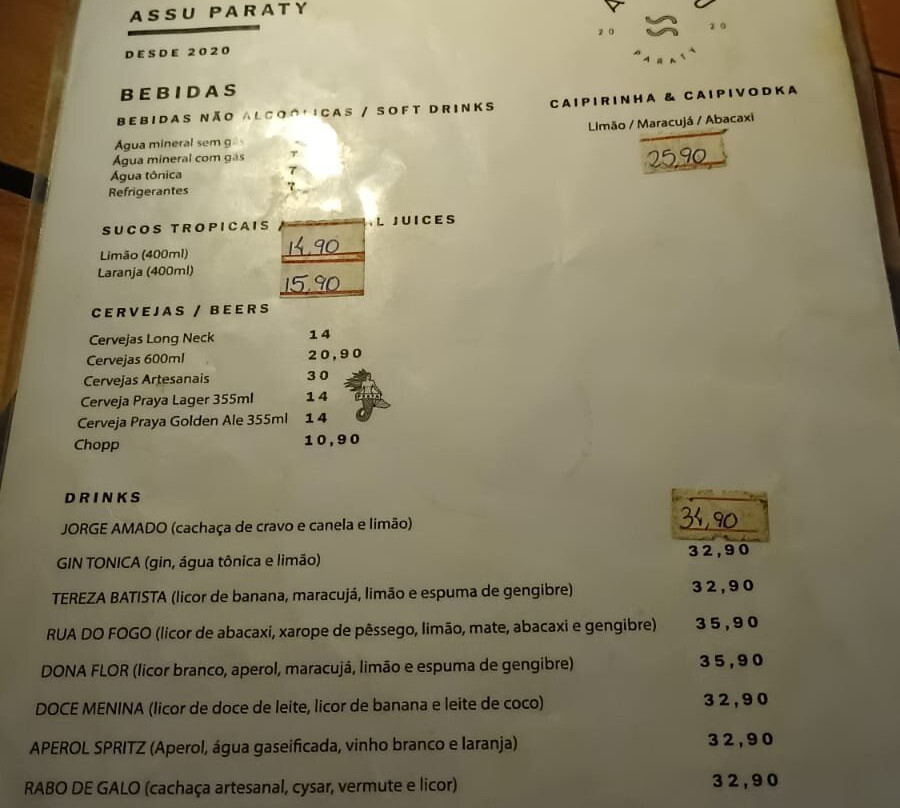 ASSU PARATY
DESDE 2020
20 20
PARATY
BEBIDAS
BEBIDAS NÃO ALCOÓLICAS / SOFT DRINKS
Água mineral sem gás
Água mineral com gás 7
Água tônica 7
Refrigerantes 7
CAIPIRINHA & CAIPIVODKA
Limão / Maracujá / Abacaxi
25,90
SUCOS TROPICAIS / L JUICES
Limão (400ml) 14,90
Laranja (400ml) 15,90
CERVEJAS / BEERS
Cervejas Long Neck 14
Cervejas 600ml 20,90
Cervejas Artesanais 30
Cerveja Praya Lager 355ml 14
Cerveja Praya Golden Ale 355ml 14
Chopp 10,90
DRINKS
JORGE AMADO (cachaça de cravo e canela e limão) 34,90
GIN TONICA (gin, água tônica e limão) 32,90
TEREZA BATISTA (licor de banana, maracujá, limão e espuma de gengibre) 32,90
RUA DO FOGO (licor de abacaxi, xarope de pêssego, limão, mate, abacaxi e gengibre) 35,90
DONA FLOR (licor branco, aperol, maracujá, limão e espuma de gengibre) 35,90
DOCE MENINA (licor de doce de leite, licor de banana e leite de coco) 32,90
APEROL SPRITZ (Aperol, água gaseificada, vinho branco e laranja) 32,90
RABO DE GALO (cachaça artesanal, cysar, vermute e licor) 32,90